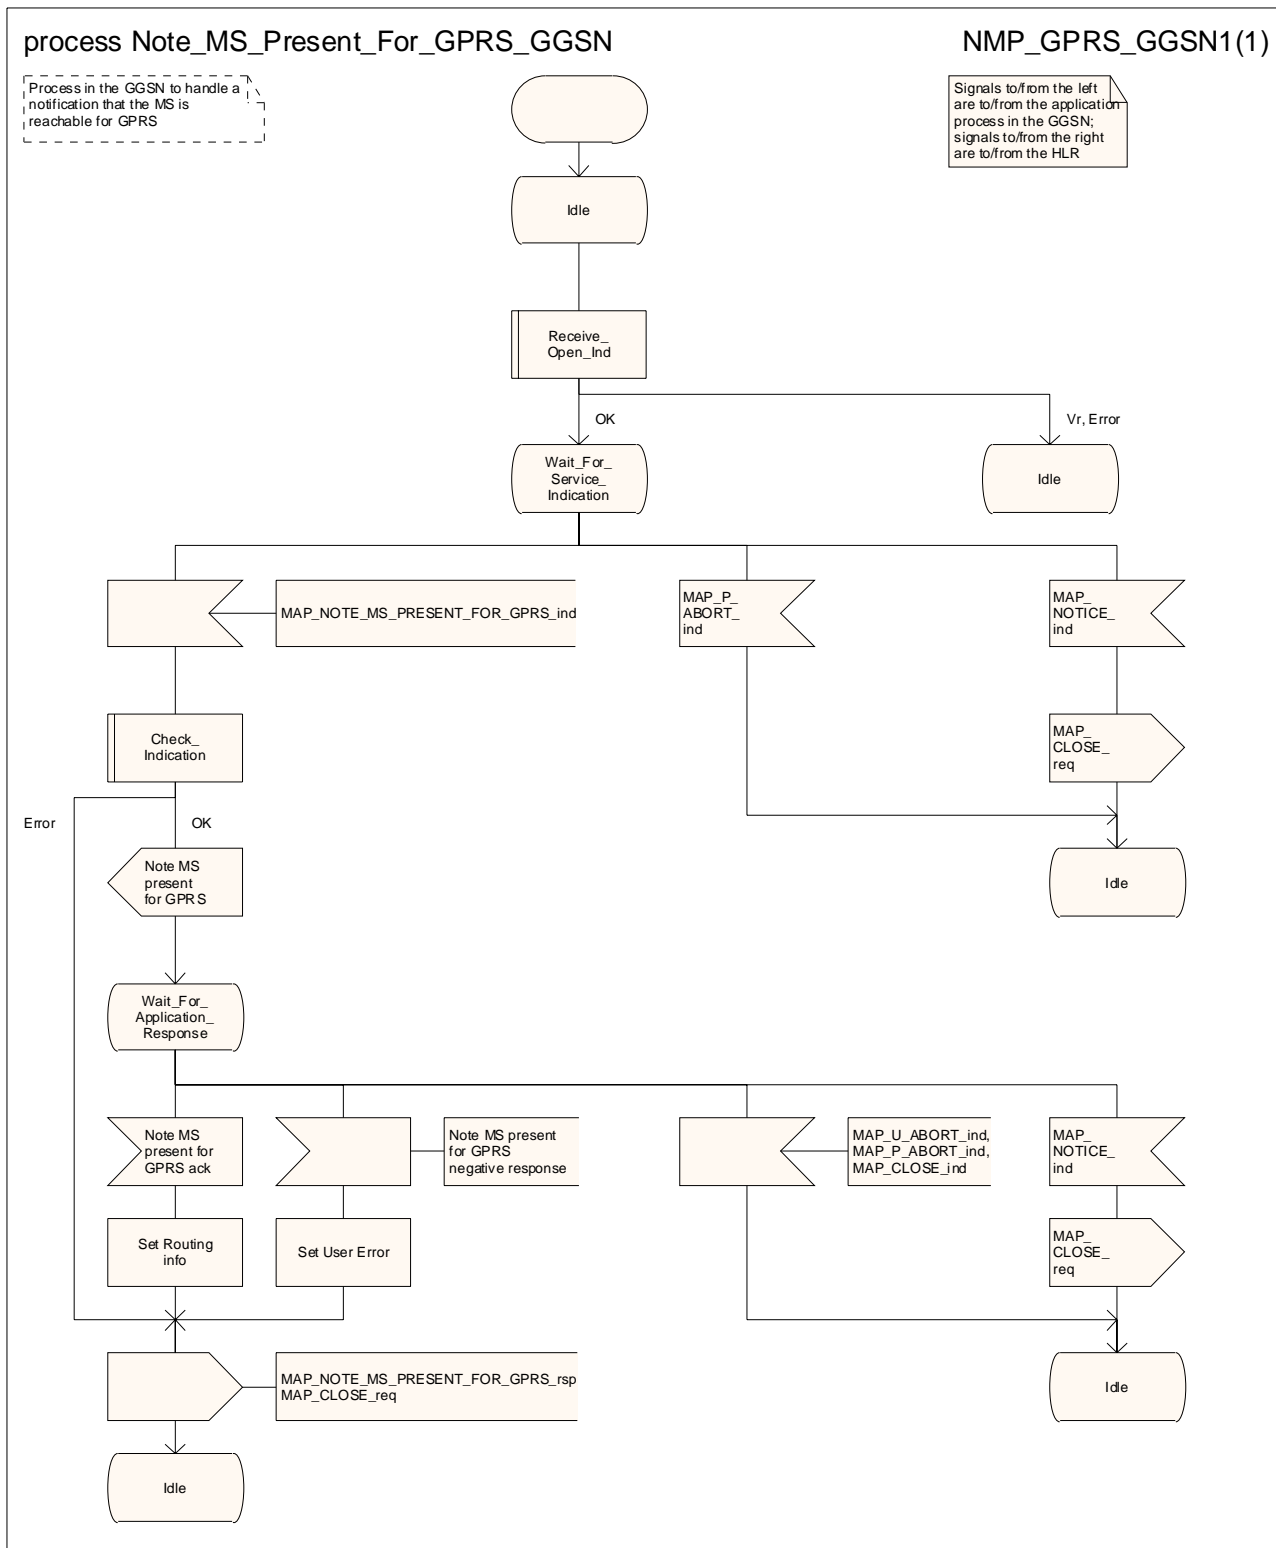 process Note_MS_Present_For_GPRS_GGSN
NMP_GPRS_GGSN1(1)
Process in the GGSN to handle a
notification that the MS is
reachable for GPRS
Signals to/from the left
are to/from the application
process in the GGSN;
signals to/from the right
are to/from the HLR
Idle
Receive_
Open_Ind
OK
Vr, Error
Wait_For_
Service_
Indication
Idle
MAP_NOTE_MS_PRESENT_FOR_GPRS_ind
MAP_P_
ABORT_
ind
MAP_
NOTICE_
ind
Check_
Indication
MAP_
CLOSE_
req
Error
OK
Note MS
present
for GPRS
Idle
Wait_For_
Application_
Response
Note MS
present for
GPRS ack
Note MS present
for GPRS
negative response
MAP_U_ABORT_ind,
MAP_P_ABORT_ind,
MAP_CLOSE_ind
MAP_
NOTICE_
ind
Set Routing
info
Set User Error
MAP_
CLOSE_
req
MAP_NOTE_MS_PRESENT_FOR_GPRS_rsp
MAP_CLOSE_req
Idle
Idle